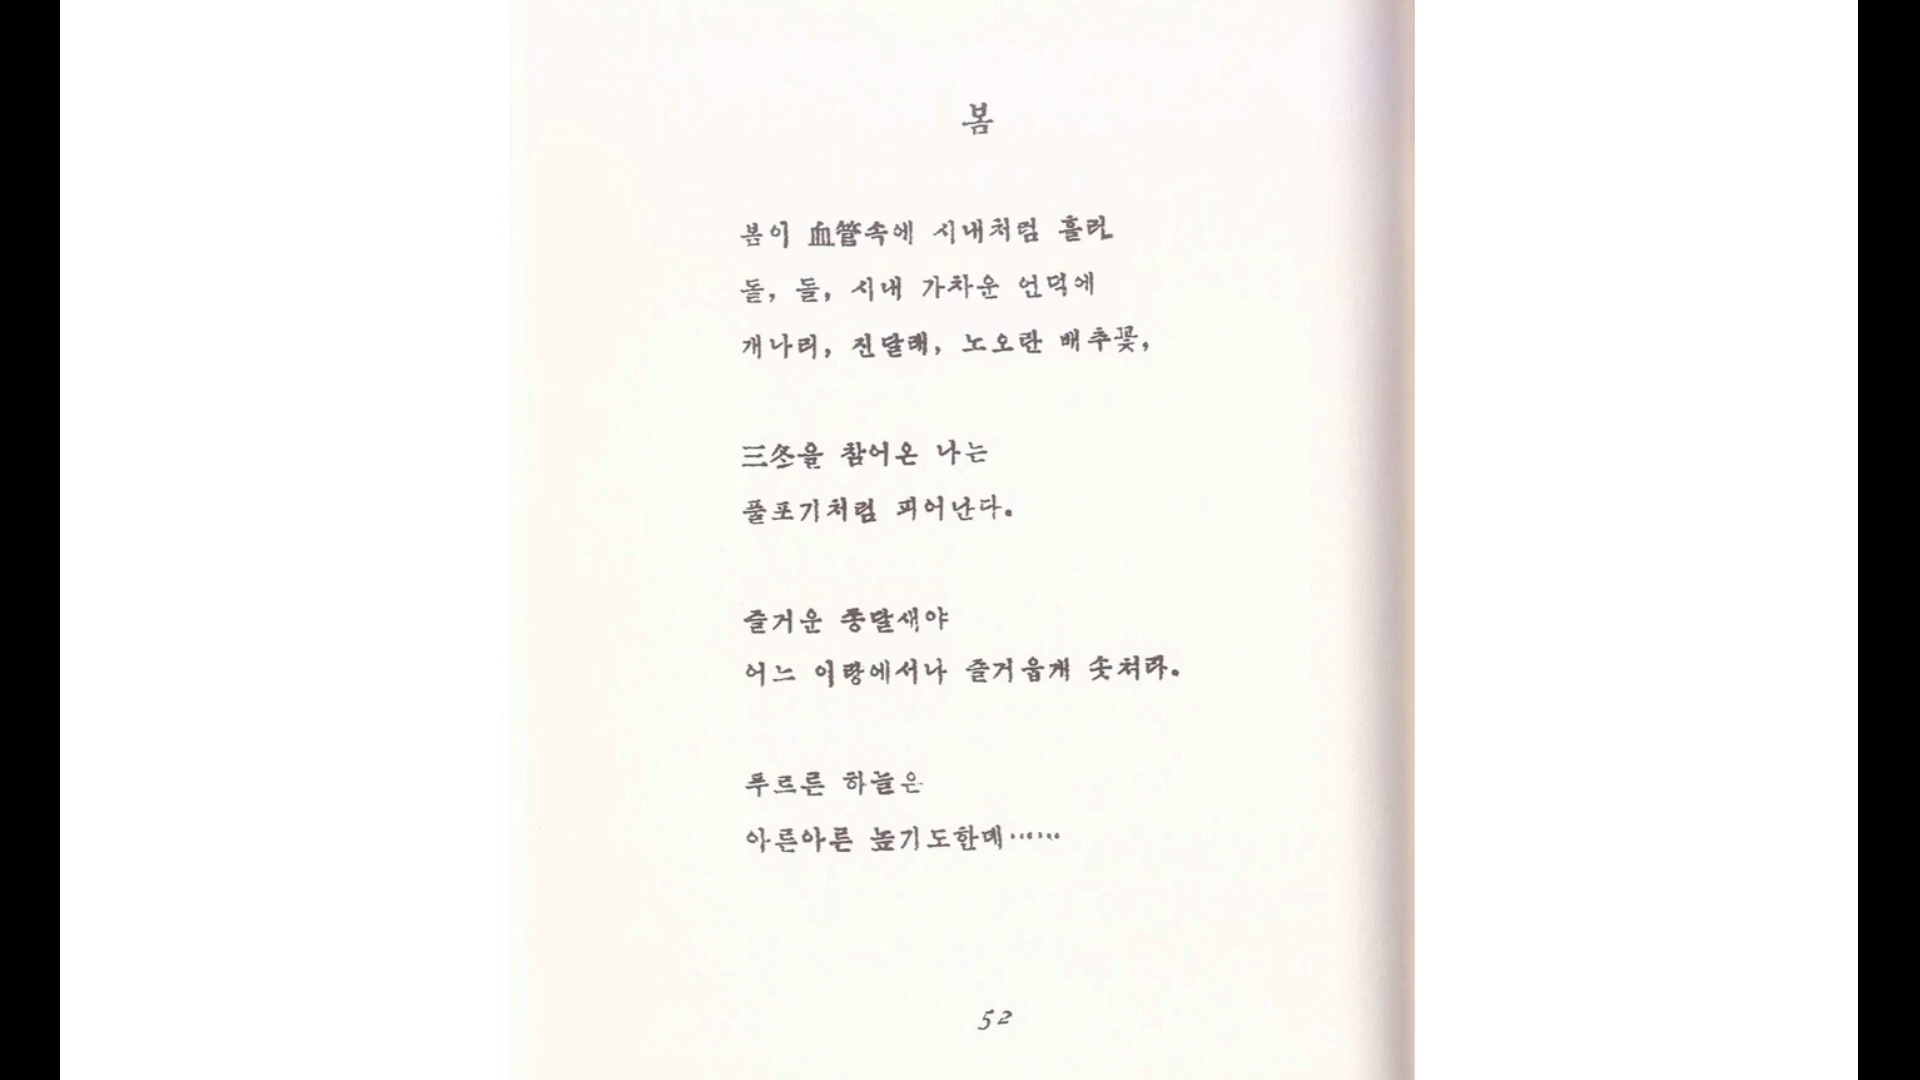 봄
봄이 血管속에 시내처럼 흘러
돌, 돌, 시내 가차운 언덕에
개나리, 진달래, 노오란 배추꽃,
三冬을 참어온 나는
풀포기처럼 피어난다.
즐거운 종달새야
어느 이랑에서나 즐거웁게 솟쳐라.
푸르른 하늘은
아른아른 높기도한데……
52